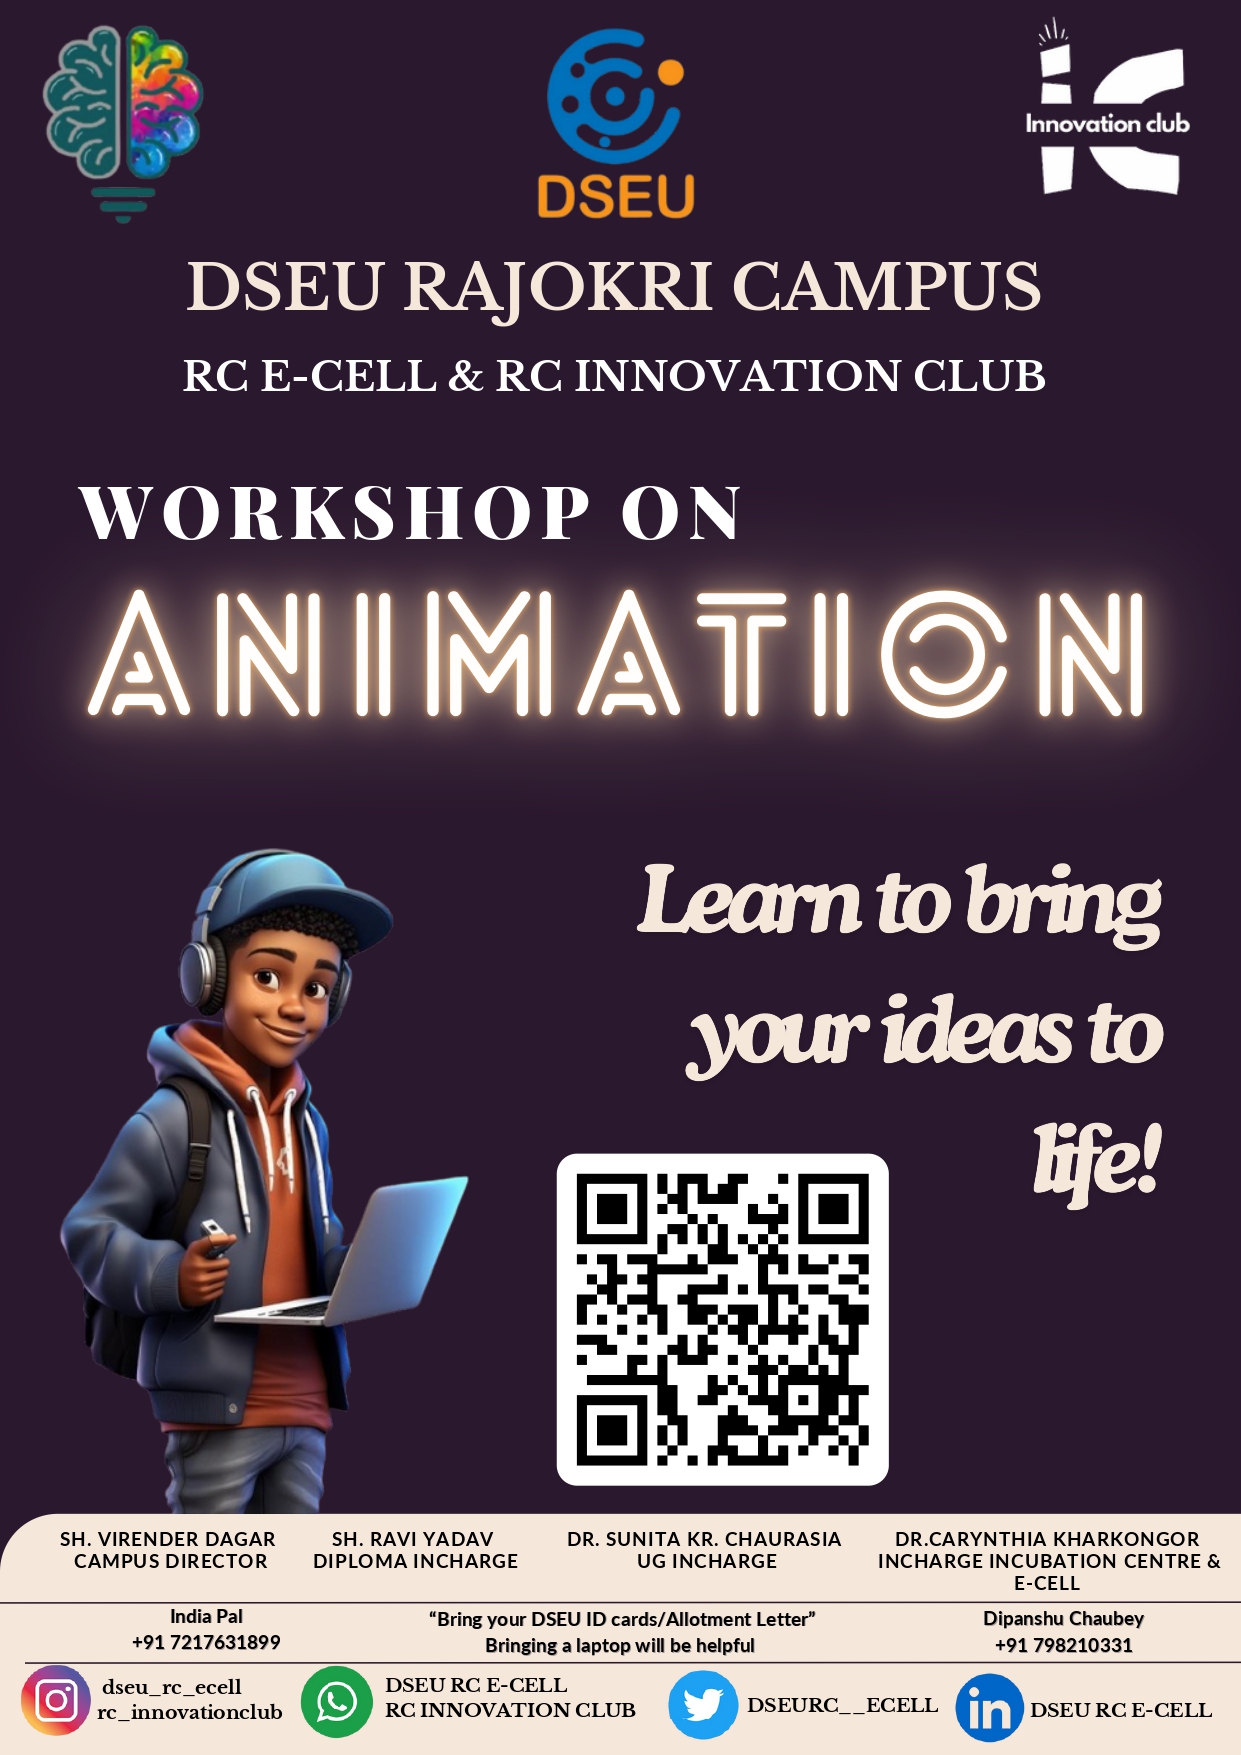 Innovation club
DSEU
DSEU RAJOKRI CAMPUS
RC E-CELL & RC INNOVATION CLUB
WORKSHOP ON
ANIMATION
Learn to bring
your ideas to
life!
SH. VIRENDER DAGAR
CAMPUS DIRECTOR
SH. RAVI YADAV
DIPLOMA INCHARGE
DR. SUNITA KR. CHAURASIA
UG INCHARGE
DR.CARYNTHIA KHARKONGOR
INCHARGE INCUBATION CENTRE &
E-CELL
India Pal
+91 7217631899
“Bring your DSEU ID cards/Allotment Letter”
Bringing a laptop will be helpful
Dipanshu Chaubey
+91 798210331
dseu_rc_ecell
rc_innovationclub
DSEU RC E-CELL
RC INNOVATION CLUB
DSEURC__ECELL
DSEU RC E-CELL